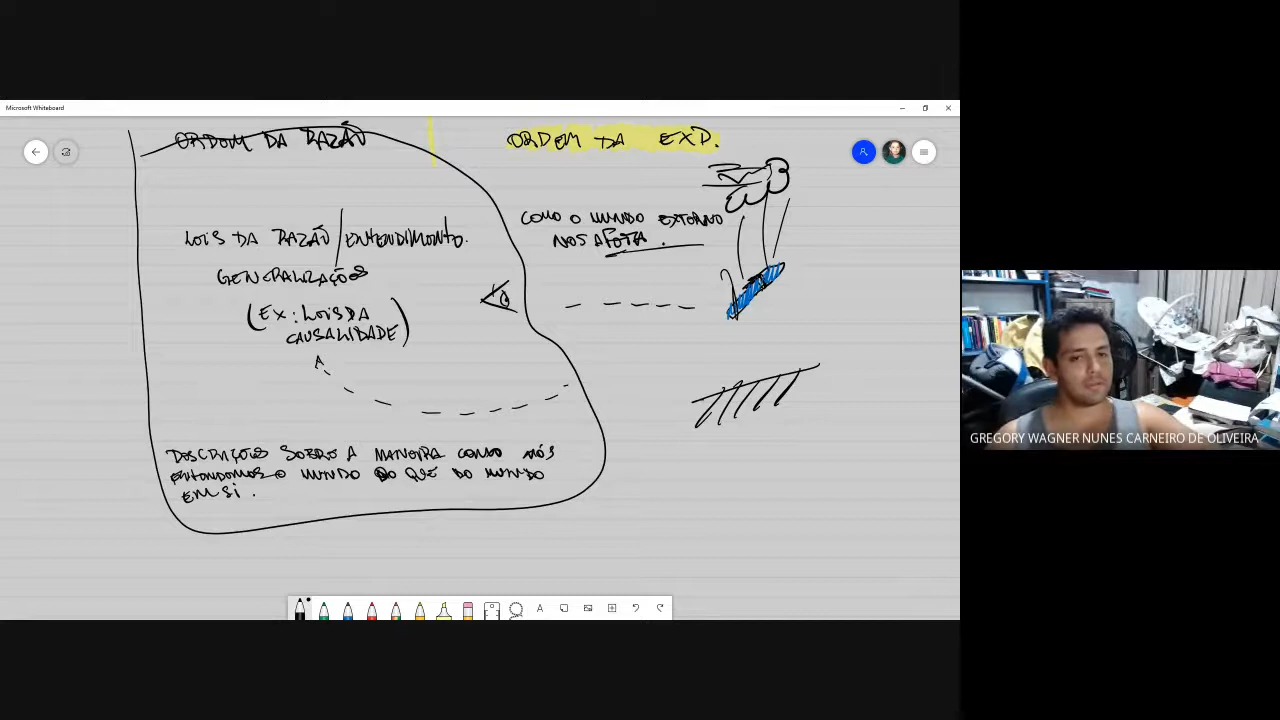 Microsoft Whiteboard
ORDEM DA RAZÃO
ORDEM DA EXP.
COMO O MUNDO EXTERNO
NOS AFETA.
LEIS DA RAZÃO/ENTENDIMENTO.
GENERALIZAÇÕES
(EX: LEIS DA
CAUSALIDADE)
DESCRIÇÕES SOBRE A MANEIRA COMO NÓS
ENTENDEMOS O MUNDO DO QUE DO MUNDO
EM SI.
GREGORY WAGNER NUNES CARNEIRO DE OLIVEIRA